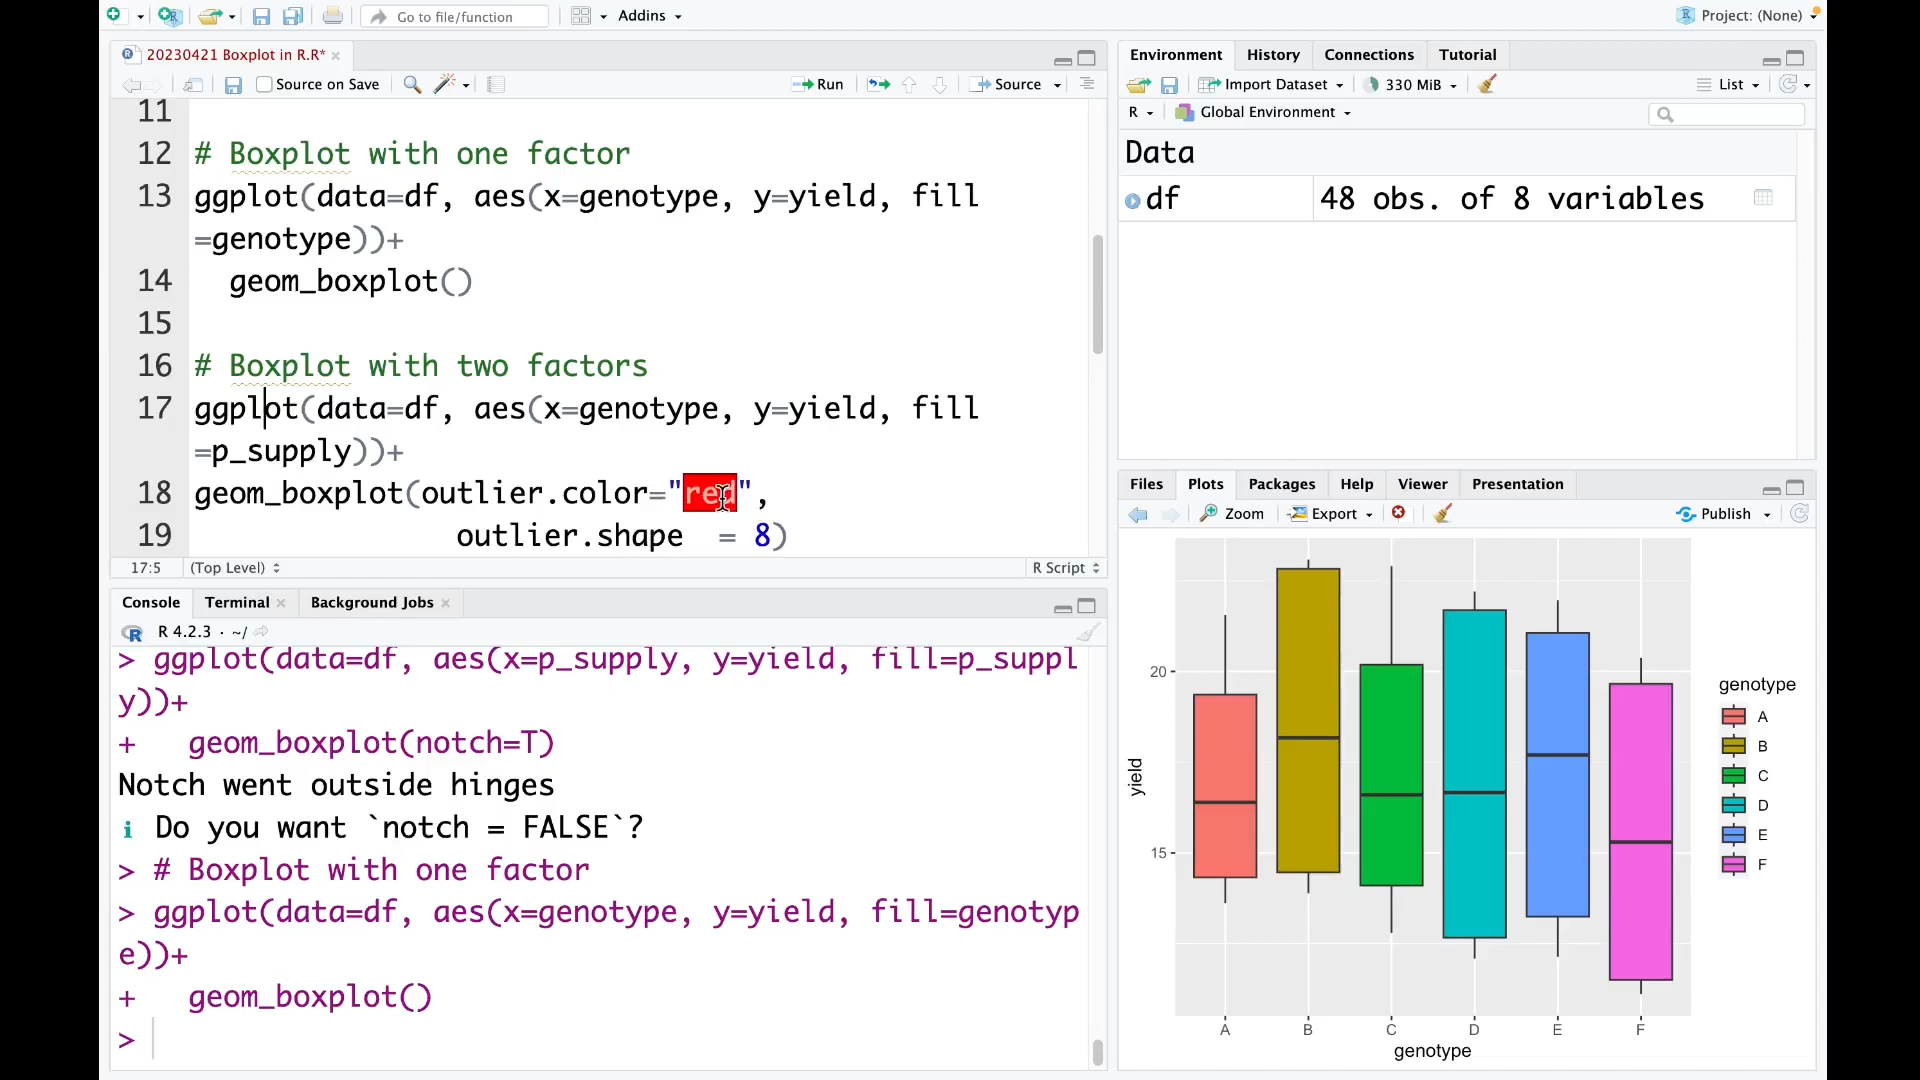 Go to file/function
Addins
Project: (None)
20230421 Boxplot in R.R*
Source on Save
Run
Source
11
12 # Boxplot with one factor
13 ggplot(data=df, aes(x=genotype, y=yield, fill
=genotype))+
14 geom_boxplot()
15
16 # Boxplot with two factors
17 ggplot(data=df, aes(x=genotype, y=yield, fill
=p_supply))+
18 geom_boxplot(outlier.color="red",
19 outlier.shape = 8)
17:5 (Top Level) R Script
Console Terminal Background Jobs
R 4.2.3 · ~/
> ggplot(data=df, aes(x=p_supply, y=yield, fill=p_suppl
y))+
+ geom_boxplot(notch=T)
Notch went outside hinges
i Do you want `notch = FALSE`?
> # Boxplot with one factor
> ggplot(data=df, aes(x=genotype, y=yield, fill=genotyp
e))+
+ geom_boxplot()
>
Environment History Connections Tutorial
Import Dataset 330 MiB List
R Global Environment
Data
df 48 obs. of 8 variables
Files Plots Packages Help Viewer Presentation
Zoom Export Publish
20
15
yield
A B C D E F
genotype
genotype
A
B
C
D
E
F